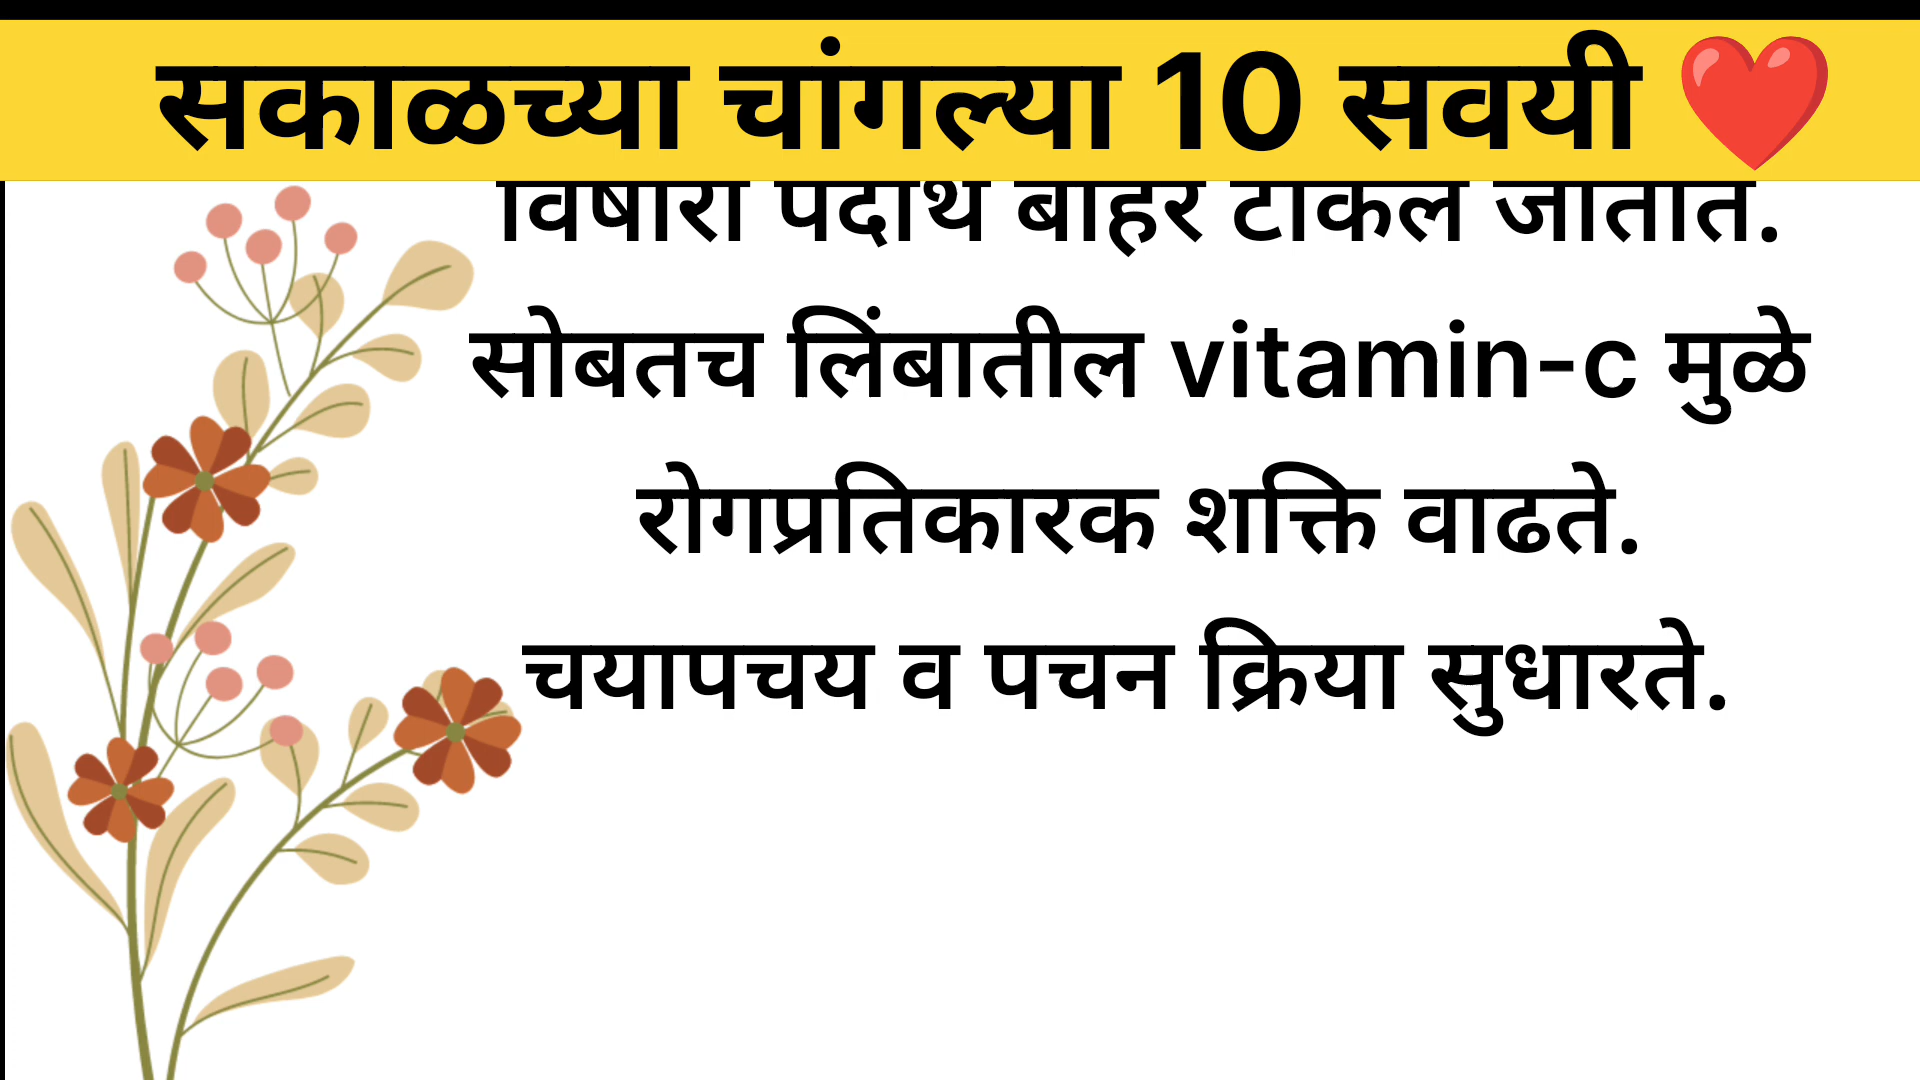 सकाळच्या चांगल्या 10 सवयी ❤️
विषारी पदार्थ बाहेर टाकले जातात.
सोबतच लिंबातील vitamin-c मुळे
रोगप्रतिकारक शक्ति वाढते.
चयापचय व पचन क्रिया सुधारते.